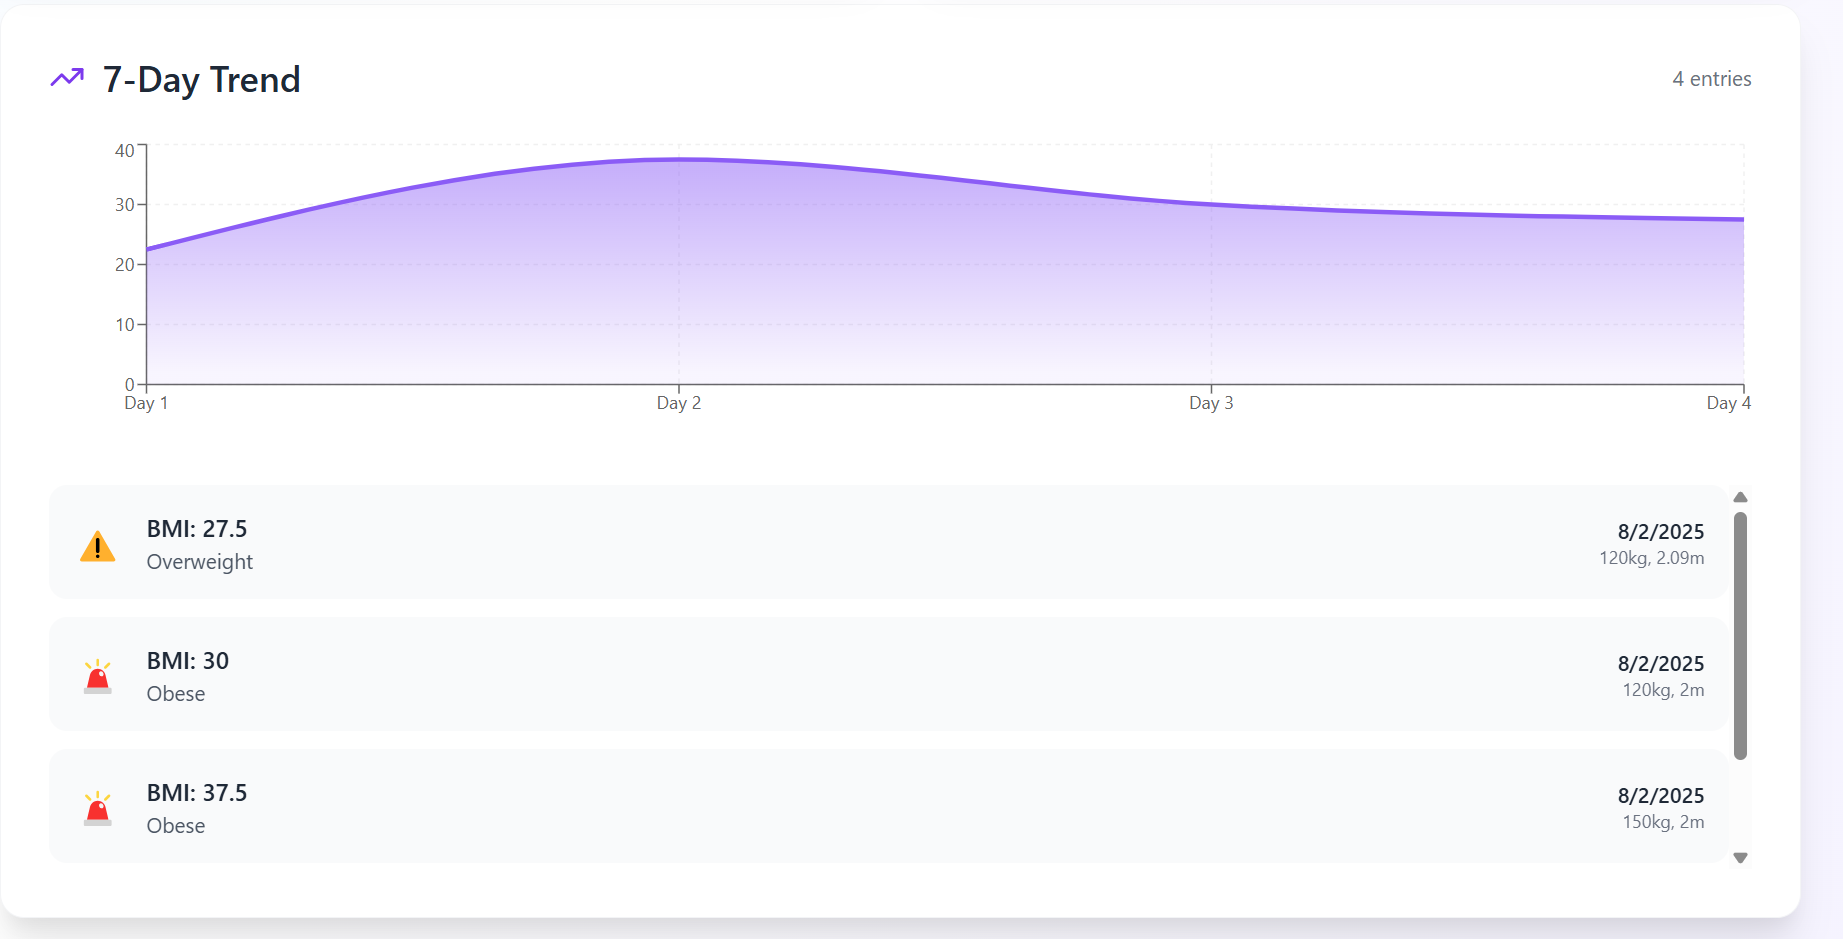 7-Day Trend
4 entries
40
30
20
10
0
Day 1
Day 2
Day 3
Day 4
BMI: 27.5
Overweight
8/2/2025
120kg, 2.09m
BMI: 30
Obese
8/2/2025
120kg, 2m
BMI: 37.5
Obese
8/2/2025
150kg, 2m